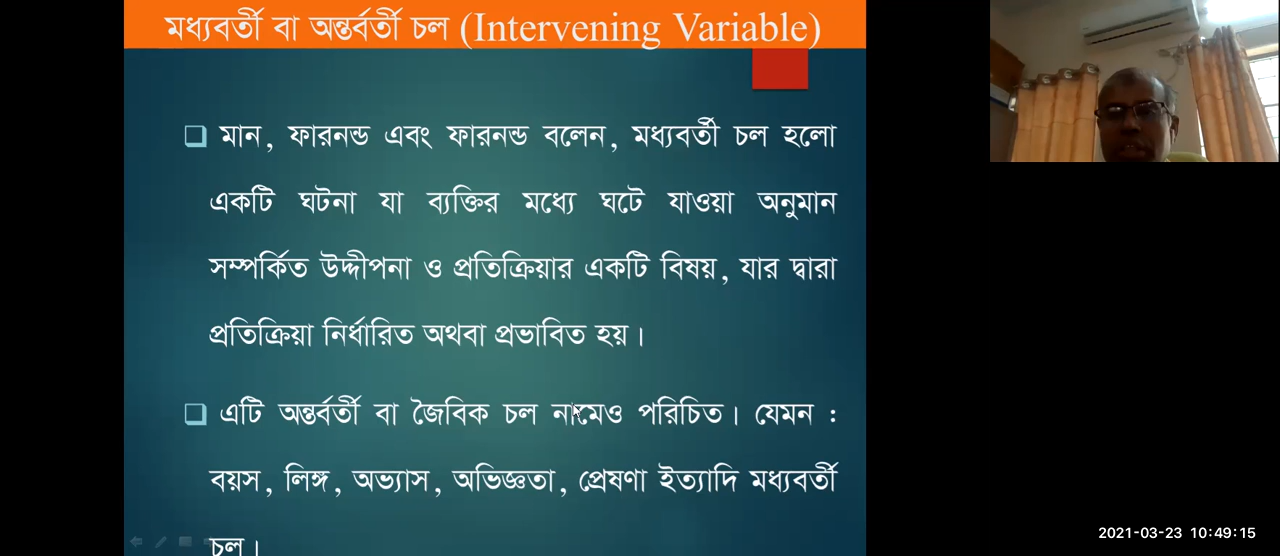 মধ্যবর্তী বা অন্তর্বর্তী চল (Intervening Variable)
মান, ফারনন্ড এবং ফারনন্ড বলেন, মধ্যবর্তী চল হলো
একটি ঘটনা যা ব্যক্তির মধ্যে ঘটে যাওয়া অনুমান
সম্পর্কিত উদ্দীপনা ও প্রতিক্রিয়ার একটি বিষয়, যার দ্বারা
প্রতিক্রিয়া নির্ধারিত অথবা প্রভাবিত হয়।
এটি অন্তর্বর্তী বা জৈবিক চল নামেও পরিচিত। যেমন :
বয়স, লিঙ্গ, অভ্যাস, অভিজ্ঞতা, প্রেষণা ইত্যাদি মধ্যবর্তী
চল।
2021-03-23 10:49:15